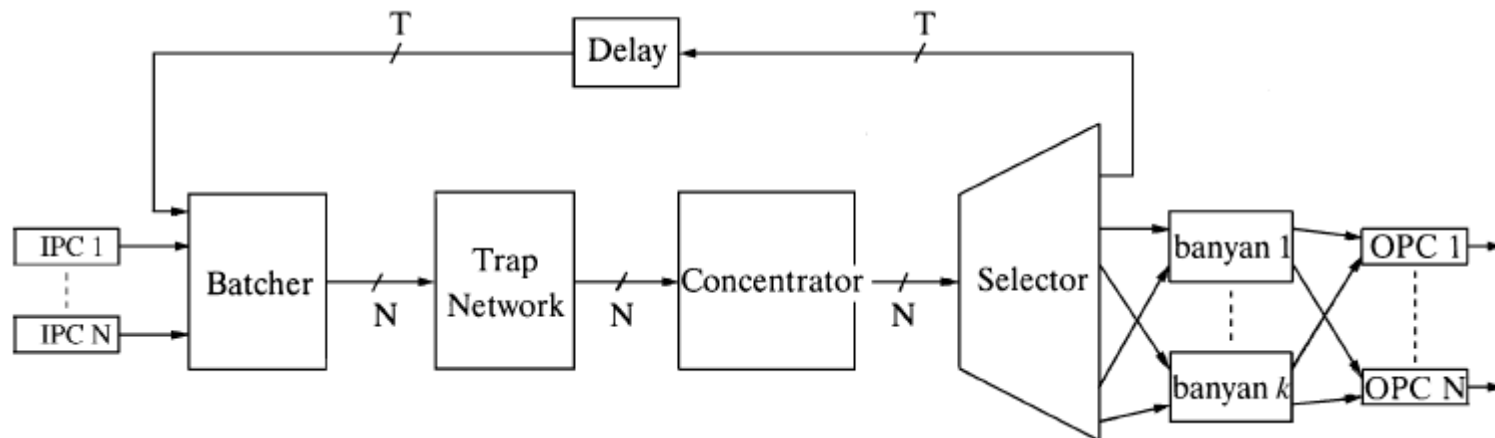 T
T
Delay
IPC 1
IPC N
Batcher
N
Trap
Network
N
Concentrator
N
Selector
banyan 1
banyan k
OPC 1
OPC N